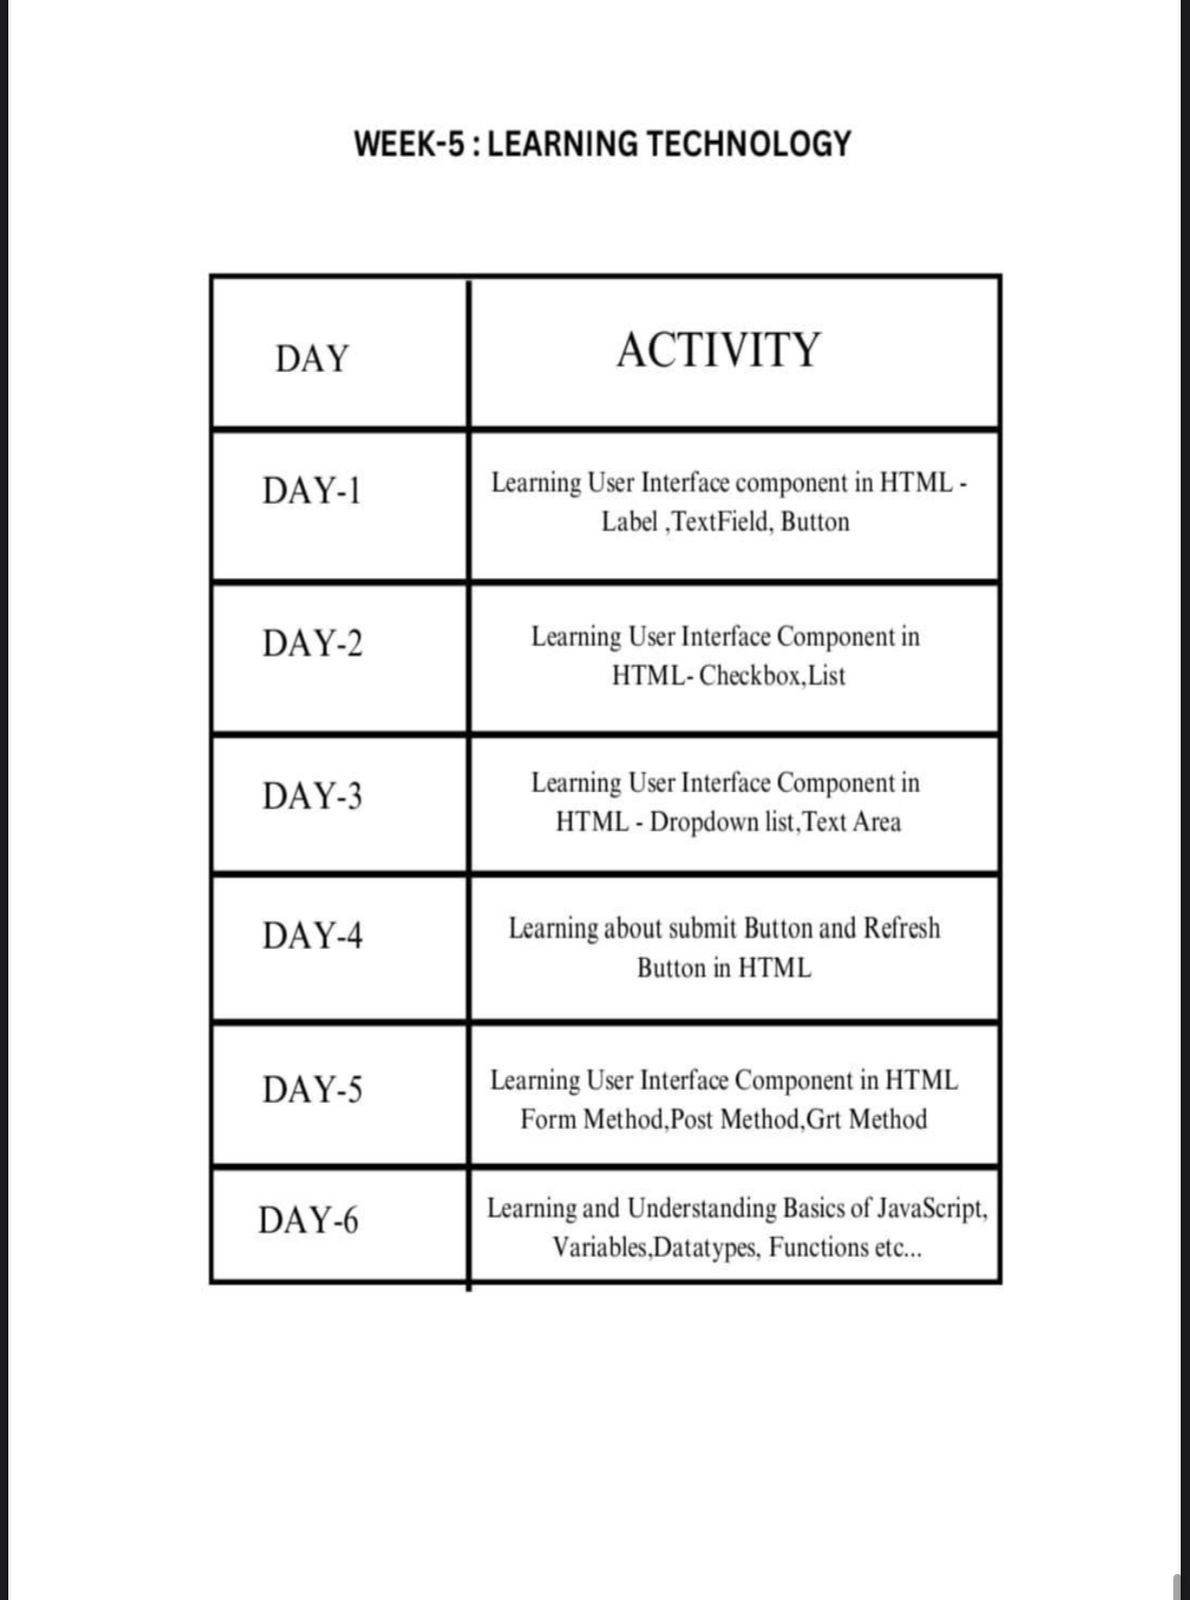 WEEK-5 : LEARNING TECHNOLOGY
DAY
ACTIVITY
DAY-1
Learning User Interface component in HTML -
Label ,TextField, Button
DAY-2
Learning User Interface Component in
HTML- Checkbox,List
DAY-3
Learning User Interface Component in
HTML - Dropdown list,Text Area
DAY-4
Learning about submit Button and Refresh
Button in HTML
DAY-5
Learning User Interface Component in HTML
Form Method,Post Method,Grt Method
DAY-6
Learning and Understanding Basics of JavaScript,
Variables,Datatypes, Functions etc...